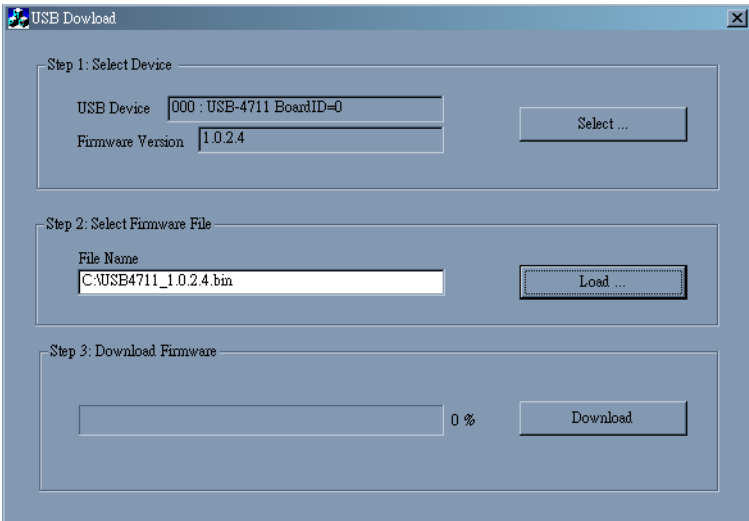 USB Dowload
Step 1: Select Device
USB Device 000 : USB-4711 BoardID=0
Select ...
Firmware Version 1.0.2.4
Step 2: Select Firmware File
File Name
C:\USB4711_1.0.2.4.bin
Load ...
Step 3: Download Firmware
0 %
Download